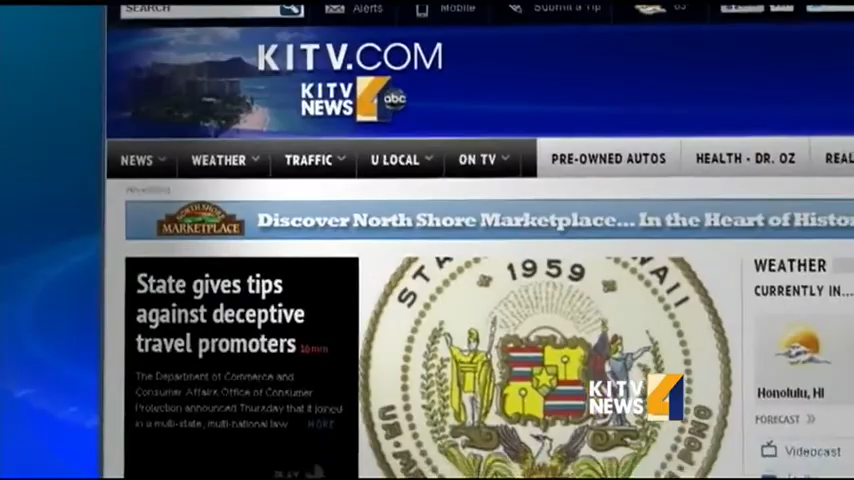 SEARCH
Alerts
Mobile
Submit a Tip
83°
KITV.COM
KITV
NEWS 4 abc
NEWS
WEATHER
TRAFFIC
U LOCAL
ON TV
PRE-OWNED AUTOS
HEALTH - DR. OZ
REAL
NORTH SHORE
MARKETPLACE
Discover North Shore Marketplace... In the Heart of Histo
State gives tips
against deceptive
travel promoters
The Department of Commerce and
Consumer Affairs Office of Consumer
Protection announced Thursday that it joined
in a multi-state, multi-national law
MORE
1959
WEATHER
CURRENTLY IN...
Honolulu, HI
FORECAST »
Videocast
KITV
NEWS 4